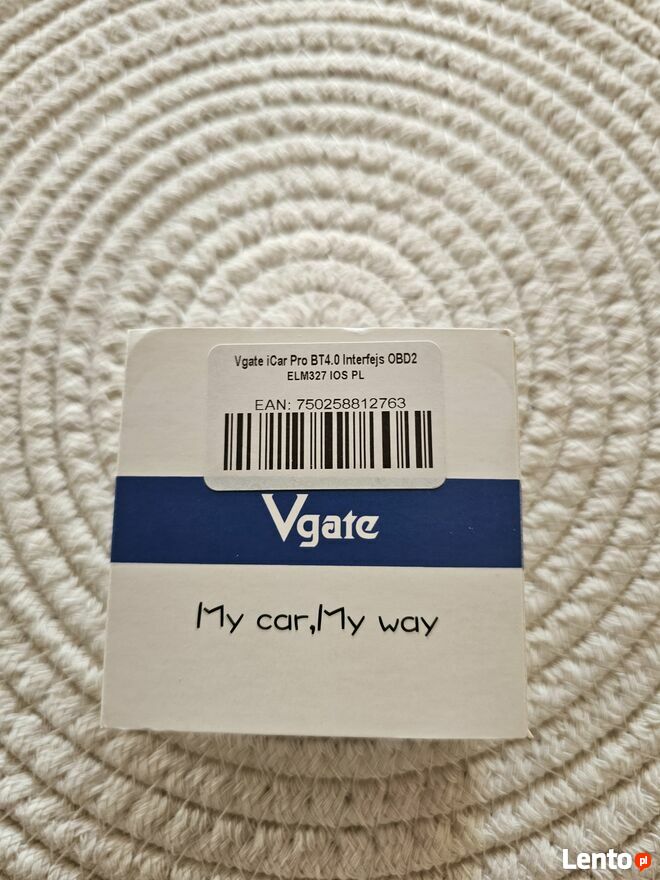 Vgate iCar Pro BT4.0 Interfejs OBD2
ELM327 IOS PL
EAN: 750258812763
Vgate
My car,My way
Lento.pl